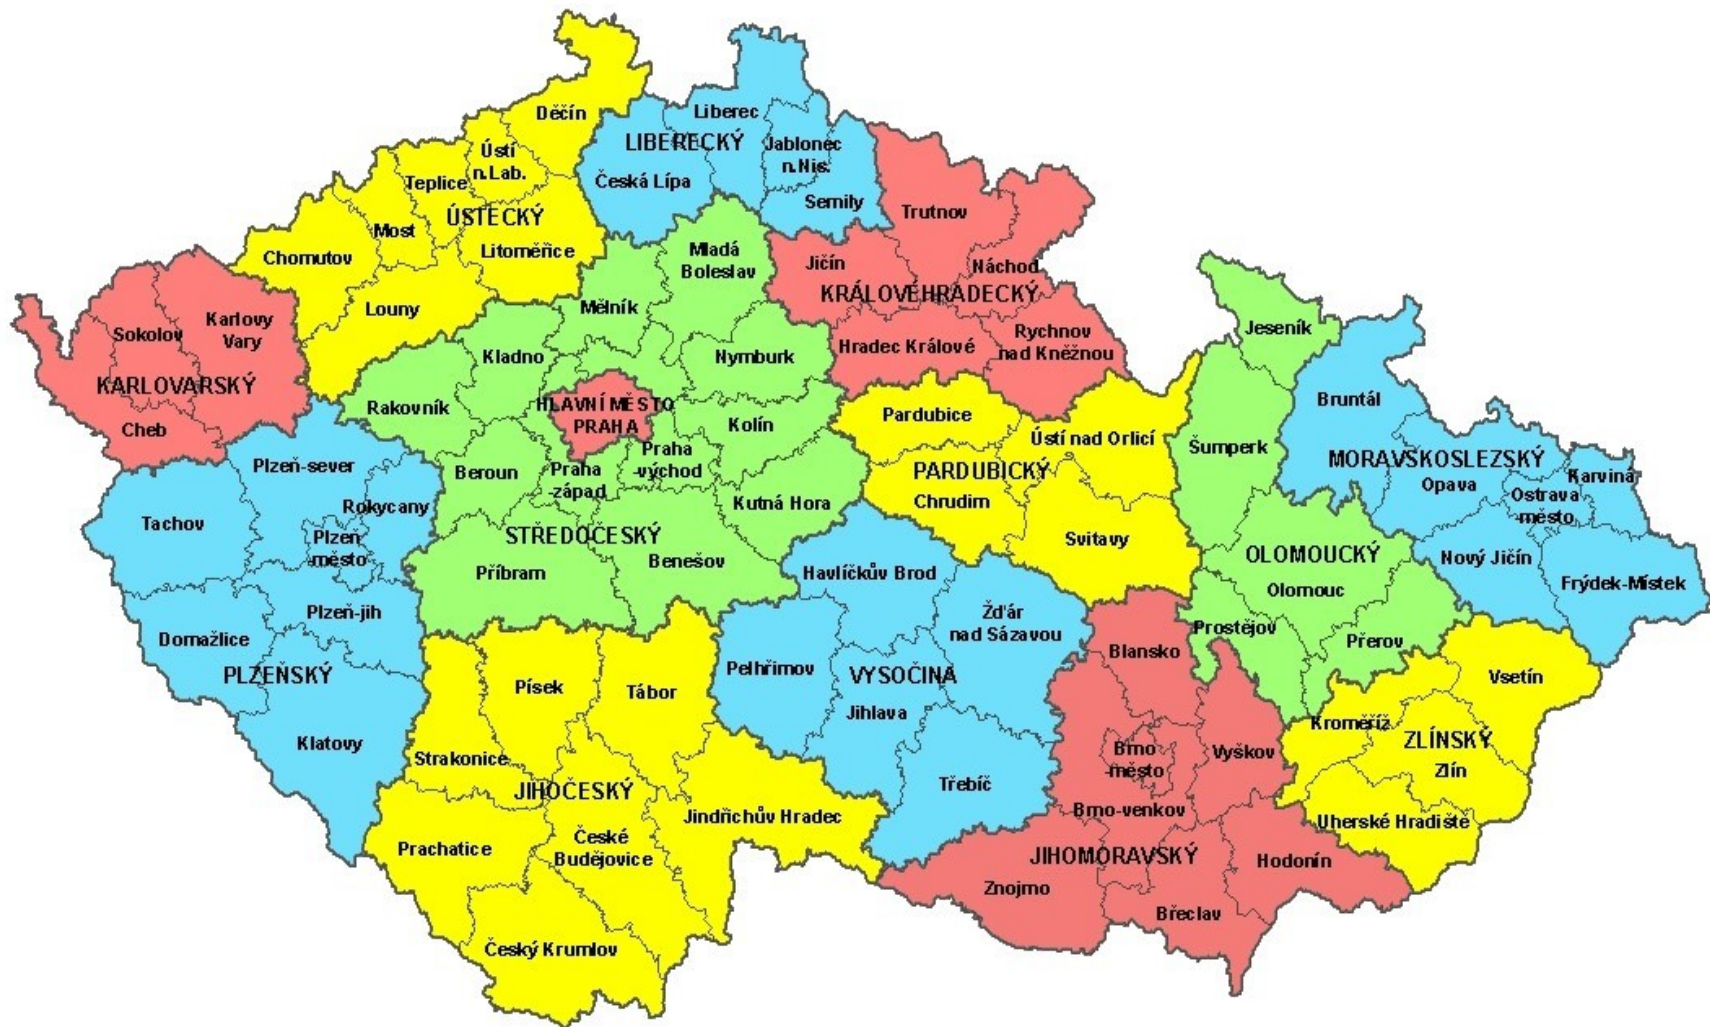 Děčín
Ústí
n.Lab.
Teplice
ÚSTECKÝ
Most
Chomutov
Litoměřice
Louny
Liberec
LIBERECKÝ
Jablonec
n.Nis.
Česká Lípa
Semily
Trutnov
Jičín
Náchod
KRÁLOVÉHRADECKÝ
Hradec Králové
Rychnov
nad Kněžnou
Sokolov
Karlovy
Vary
KARLOVARSKÝ
Cheb
Mladá
Boleslav
Mělník
Kladno
Nymburk
Rakovník
HLAVNÍ MĚSTO
PRAHA
Kolín
Beroun
Praha
-západ
Praha
-východ
Kutná Hora
STŘEDOČESKÝ
Příbram
Benešov
Plzeň-sever
Rokycany
Tachov
Plzeň
-město
Plzeň-jih
Domažlice
PLZEŇSKÝ
Klatovy
Písek
Tábor
Strakonice
JIHOČESKÝ
Jindřichův Hradec
Prachatice
České
Budějovice
Český Krumlov
Pardubice
Ústí nad Orlicí
PARDUBICKÝ
Chrudim
Svitavy
Havlíčkův Brod
Žďár
nad Sázavou
Pelhřimov
VYSOČINA
Jihlava
Třebíč
Jeseník
Šumperk
OLOMOUCKÝ
Olomouc
Prostějov
Přerov
Bruntál
MORAVSKOSLEZSKÝ
Opava
Karviná
Ostrava
-město
Nový Jičín
Frýdek-Místek
Blansko
Brno
-město
Vyškov
Brno-venkov
JIHOMORAVSKÝ
Hodonín
Znojmo
Břeclav
Vsetín
Kroměříž
ZLÍNSKÝ
Zlín
Uherské Hradiště